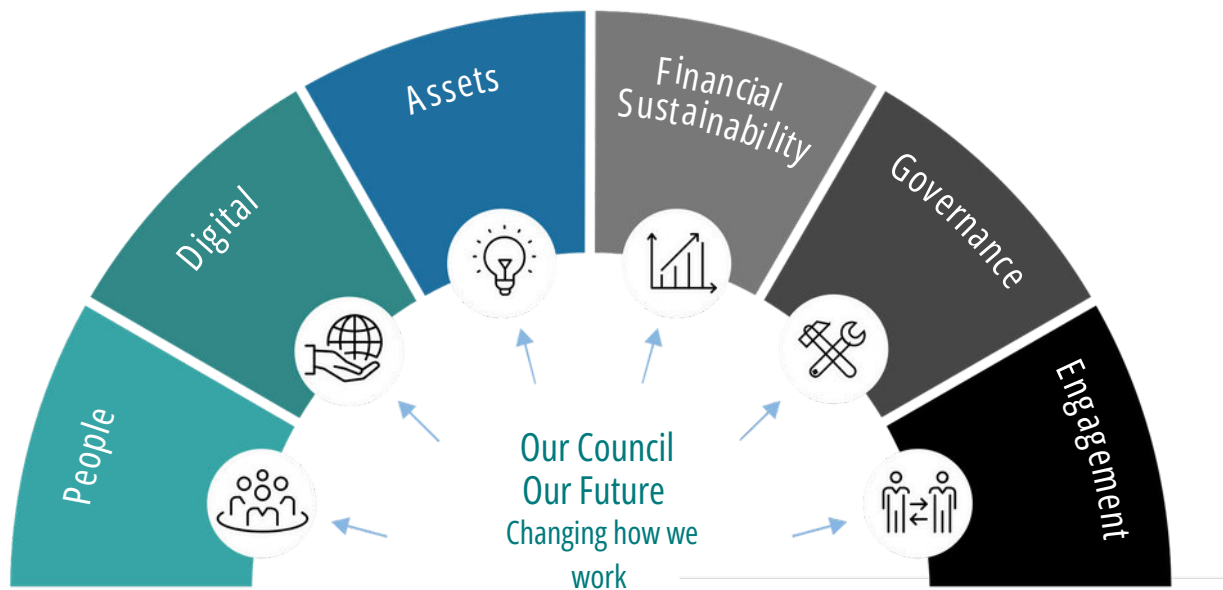 People
Digital
Assets
Financial
Sustainability
Governance
Engagement
Our Council
Our Future
Changing how we
work